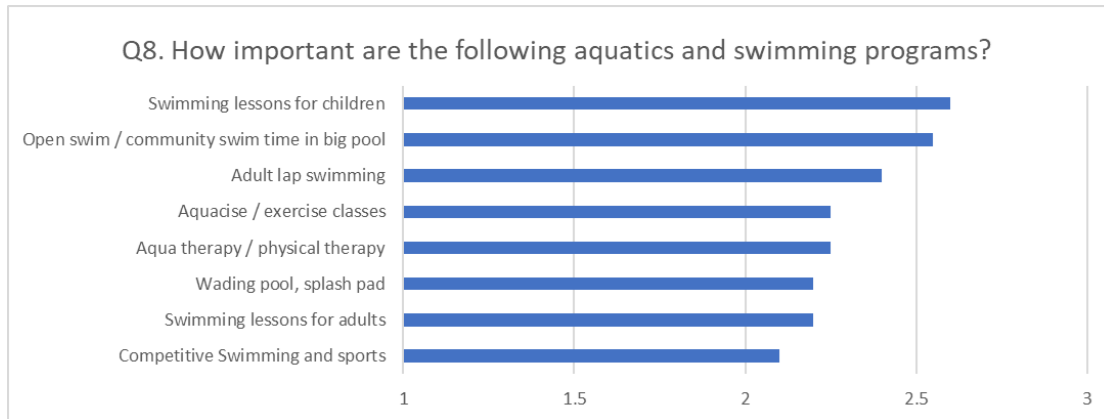 Q8. How important are the following aquatics and swimming programs?
Swimming lessons for children
Open swim / community swim time in big pool
Adult lap swimming
Aquacise / exercise classes
Aqua therapy / physical therapy
Wading pool, splash pad
Swimming lessons for adults
Competitive Swimming and sports
1 1.5 2 2.5 3